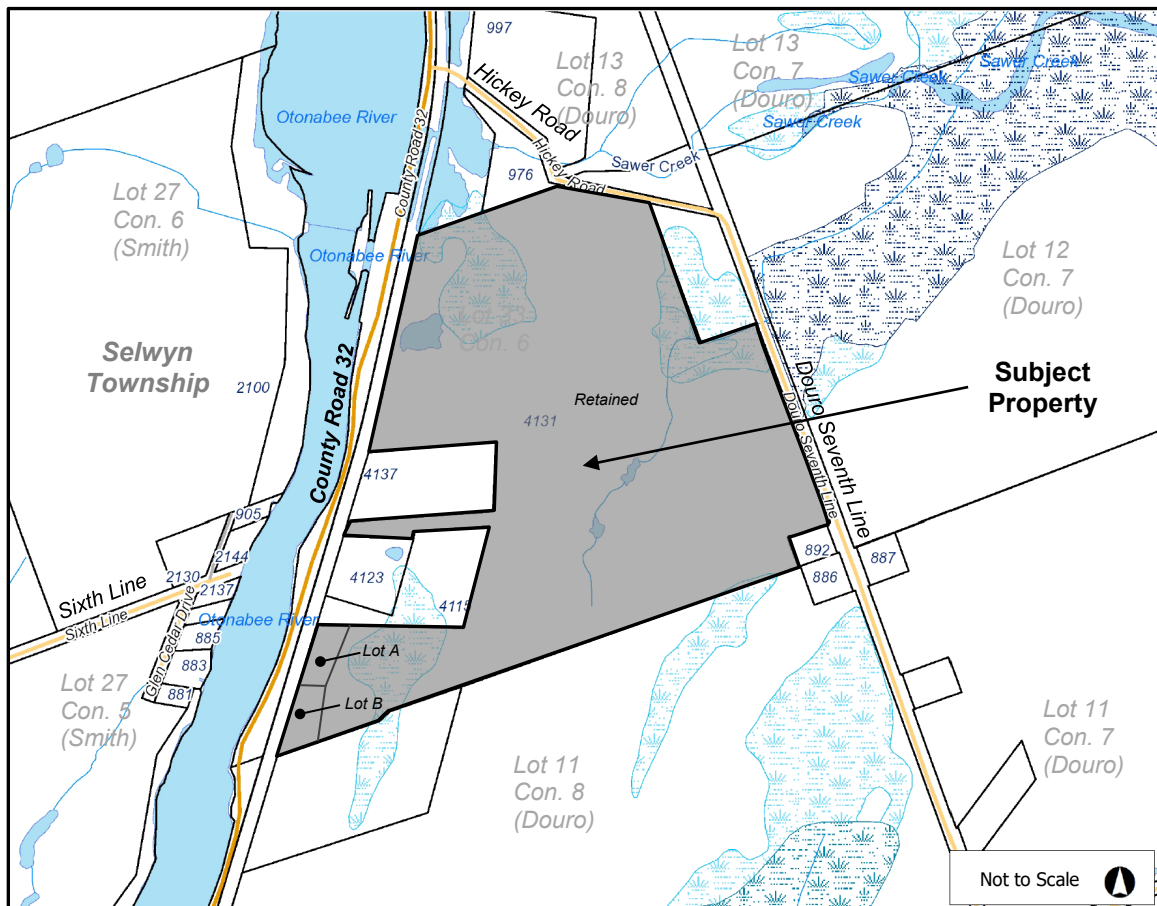 997
Lot 13
Con. 8
(Douro)
Hickey Road
Hickey Road
Lot 13
Con. 7
(Douro)
Sawer Creek
Sawer Creek
Sawer Creek
Sawer Creek
976
Otonabee River
County Road 32
Lot 27
Con. 6
(Smith)
Otonabee River
Lot 12
Con. 7
(Douro)
Con. 6
Selwyn
Township
2100
County Road 32
Retained
4131
Subject
Property
Douro Seventh Line
Douro Seventh Line
4137
905
2144
2130
2137
Sixth Line
Sixth Line
Glen Cedar Drive
Otonabee River
885
883
881
4123
4115
892
886
887
Lot A
Lot B
Lot 27
Con. 5
(Smith)
Lot 11
Con. 8
(Douro)
Lot 11
Con. 7
(Douro)
Not to Scale